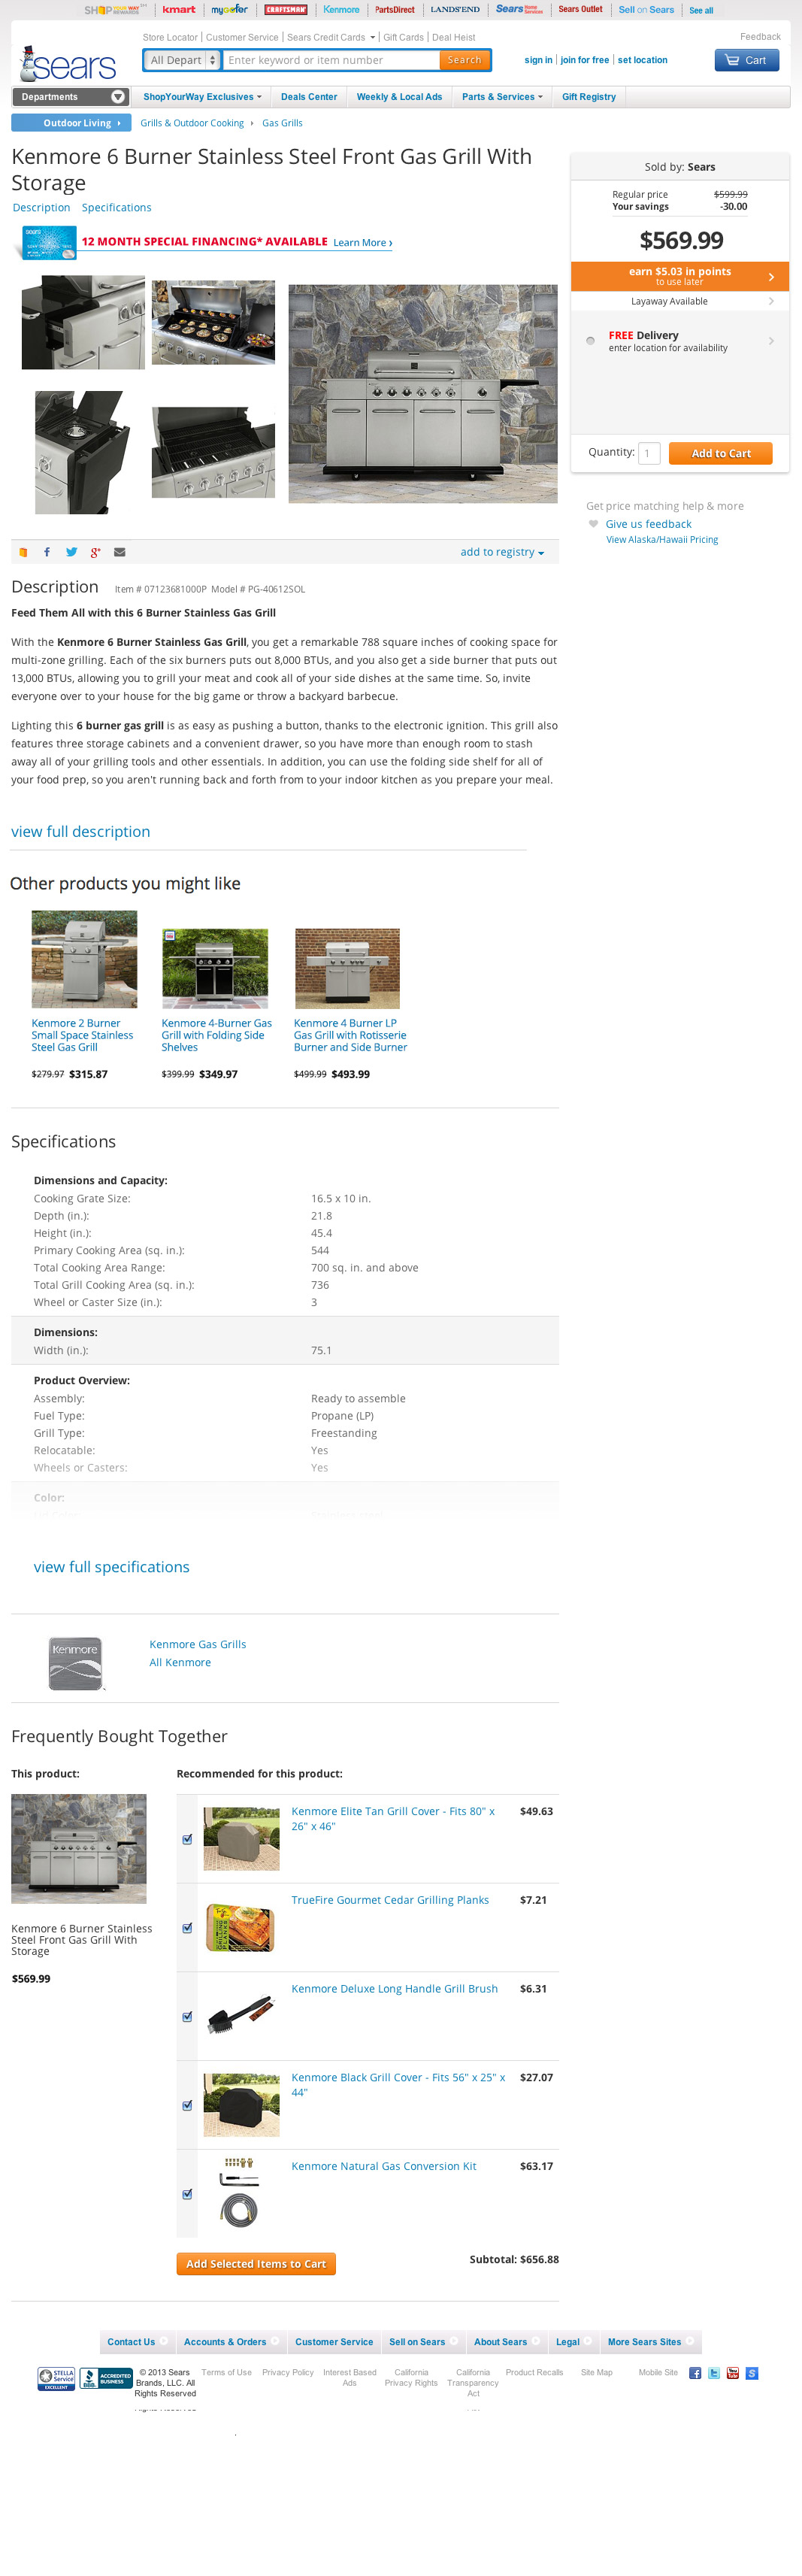 SHOP YOUR WAY REWARDS kmart mygofer CRAFTSMAN Kenmore PartsDirect LANDS'END Sears Home Services Sears Outlet Sell on Sears See all
Store Locator | Customer Service | Sears Credit Cards | Gift Cards | Deal Heist
Feedback
sears
All Depart
Enter keyword or item number
Search
sign in | join for free | set location
Cart
Departments
ShopYourWay Exclusives
Deals Center
Weekly & Local Ads
Parts & Services
Gift Registry
Outdoor Living
Grills & Outdoor Cooking
Gas Grills
Kenmore 6 Burner Stainless Steel Front Gas Grill With
Storage
Description Specifications
12 MONTH SPECIAL FINANCING* AVAILABLE Learn More ›
Sold by: Sears
Regular price $599.99
Your savings -30.00
$569.99
earn $5.03 in points
to use later
Layaway Available
FREE Delivery
enter location for availability
Quantity: 1
Add to Cart
Get price matching help & more
Give us feedback
View Alaska/Hawaii Pricing
add to registry
Description Item # 07123681000P Model # PG-40612SOL
Feed Them All with this 6 Burner Stainless Gas Grill
With the Kenmore 6 Burner Stainless Gas Grill, you get a remarkable 788 square inches of cooking space for
multi-zone grilling. Each of the six burners puts out 8,000 BTUs, and you also get a side burner that puts out
13,000 BTUs, allowing you to grill your meat and cook all of your side dishes at the same time. So, invite
everyone over to your house for the big game or throw a backyard barbecue.
Lighting this 6 burner gas grill is as easy as pushing a button, thanks to the electronic ignition. This grill also
features three storage cabinets and a convenient drawer, so you have more than enough room to stash
away all of your grilling tools and other essentials. In addition, you can use the folding side shelf for all of
your food prep, so you aren't running back and forth from to your indoor kitchen as you prepare your meal.
view full description
Other products you might like
Kenmore 2 Burner
Small Space Stainless
Steel Gas Grill
$279.97 $315.87
Kenmore 4-Burner Gas
Grill with Folding Side
Shelves
$399.99 $349.97
Kenmore 4 Burner LP
Gas Grill with Rotisserie
Burner and Side Burner
$499.99 $493.99
Specifications
Dimensions and Capacity:
Cooking Grate Size: 16.5 x 10 in.
Depth (in.): 21.8
Height (in.): 45.4
Primary Cooking Area (sq. in.): 544
Total Cooking Area Range: 700 sq. in. and above
Total Grill Cooking Area (sq. in.): 736
Wheel or Caster Size (in.): 3
Dimensions:
Width (in.): 75.1
Product Overview:
Assembly: Ready to assemble
Fuel Type: Propane (LP)
Grill Type: Freestanding
Relocatable: Yes
Wheels or Casters: Yes
Color:
view full specifications
Kenmore
Kenmore Gas Grills
All Kenmore
Frequently Bought Together
This product:
Kenmore 6 Burner Stainless
Steel Front Gas Grill With
Storage
$569.99
Recommended for this product:
Kenmore Elite Tan Grill Cover - Fits 80" x
26" x 46"
$49.63
TrueFire Gourmet Cedar Grilling Planks $7.21
Kenmore Deluxe Long Handle Grill Brush $6.31
Kenmore Black Grill Cover - Fits 56" x 25" x
44"
$27.07
Kenmore Natural Gas Conversion Kit $63.17
Add Selected Items to Cart
Subtotal: $656.88
Contact Us
Accounts & Orders
Customer Service
Sell on Sears
About Sears
Legal
More Sears Sites
STELLA Service EXCELLENT
BBB ACCREDITED BUSINESS
© 2013 Sears
Brands, LLC. All
Rights Reserved
Terms of Use
Privacy Policy
Interest Based
Ads
California
Privacy Rights
California
Transparency
Act
Product Recalls
Site Map
Mobile Site